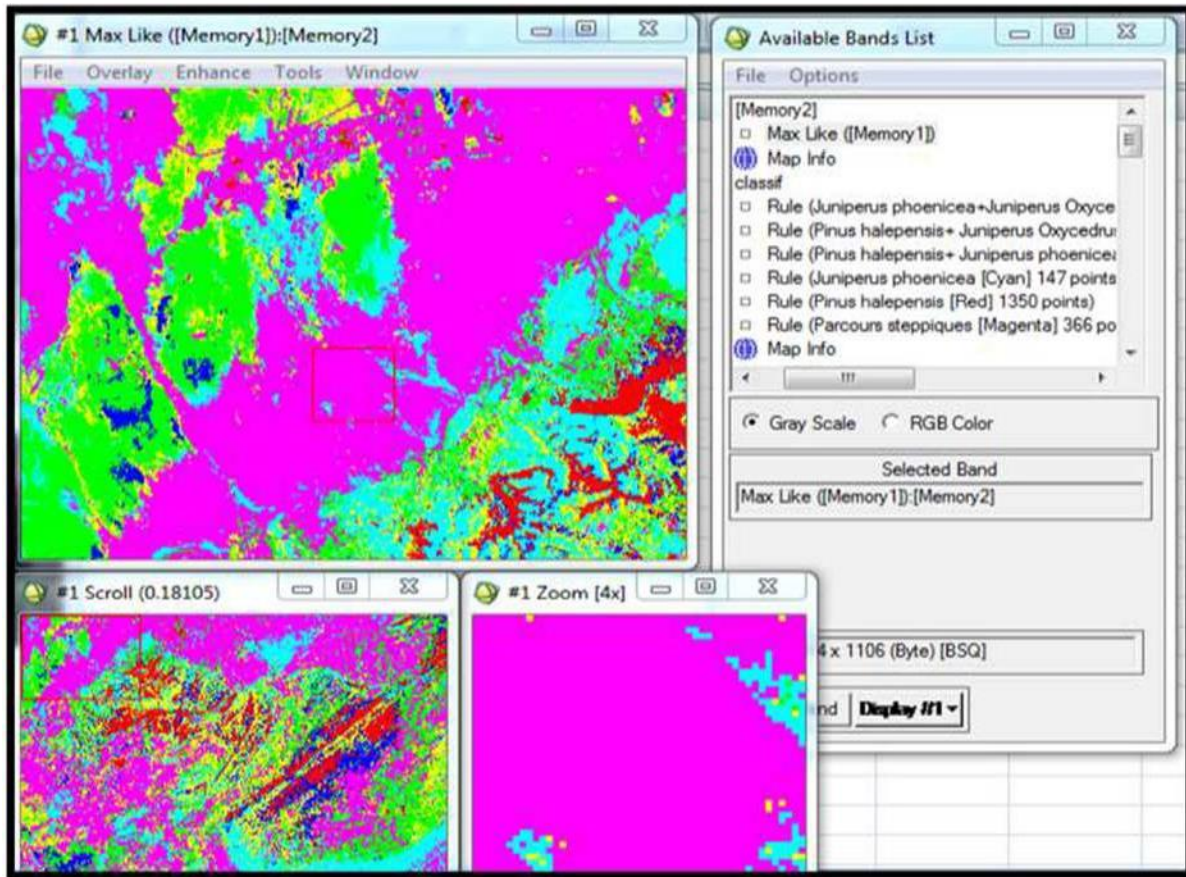 #1 Max Like ([Memory1]):[Memory2]
File Overlay Enhance Tools Window
Available Bands List
File Options
[Memory2]
Max Like ([Memory1])
Map Info
classif
Rule (Juniperus phoenicea+Juniperus Oxyce
Rule (Pinus halepensis+ Juniperus Oxycedru
Rule (Pinus halepensis+ Juniperus phoenicea
Rule (Juniperus phoenicea [Cyan] 147 points
Rule (Pinus halepensis [Red] 1350 points)
Rule (Parcours steppiques [Magenta] 366 po
Map Info
Gray Scale RGB Color
Selected Band
Max Like ([Memory1]):[Memory2]
4 x 1106 (Byte) [BSQ]
nd Display #1
#1 Scroll (0.18105)
#1 Zoom [4x]